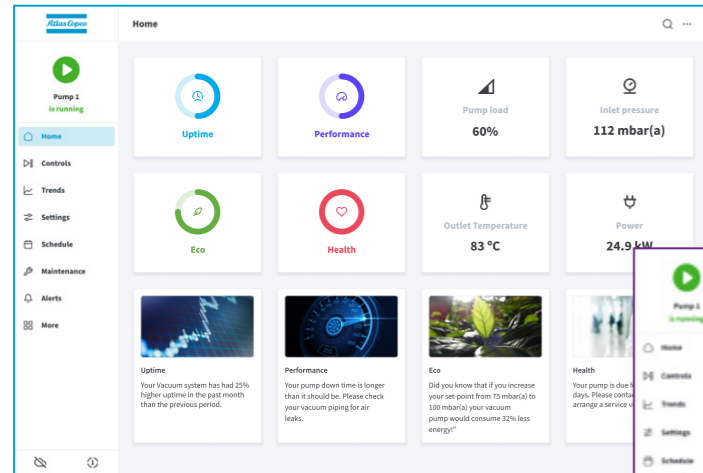 Atlas Copco
Home
Pump 1
is running
Home
Controls
Trends
Settings
Schedule
Maintenance
Alerts
More
Uptime
Performance
Pump load
60%
Inlet pressure
112 mbar(a)
Eco
Health
Outlet Temperature
83 °C
Power
24.9 kW
Uptime
Your Vacuum system has had 25%
higher uptime in the past month
than the previous period.
Performance
Your pump down time is longer
than it should be. Please check
your vacuum piping for air
leaks.
Eco
Did you know that if you increase
your set-point from 75 mbar(a) to
100 mbar(a) your vacuum
pump would consume 32% less
energy!"
Health
Your pump is due
days. Please
arrange a service
Pump 1
is running
Home
Controls
Trends
Settings
Schedule